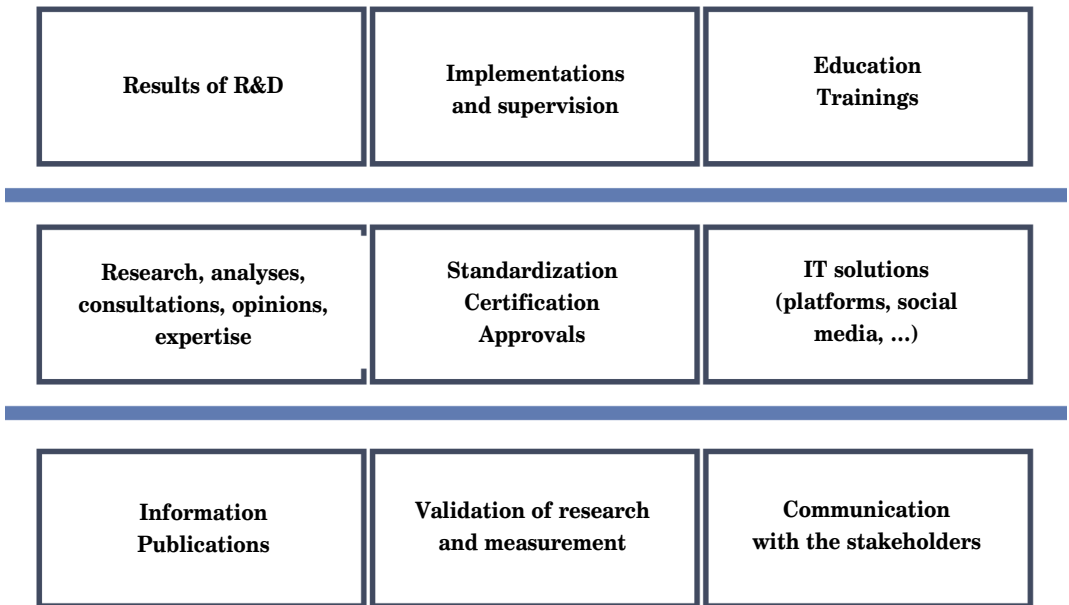 Results of R&D
Implementations
and supervision
Education
Trainings
Research, analyses,
consultations, opinions,
expertise
Standardization
Certification
Approvals
IT solutions
(platforms, social
media, ...)
Information
Publications
Validation of research
and measurement
Communication
with the stakeholders